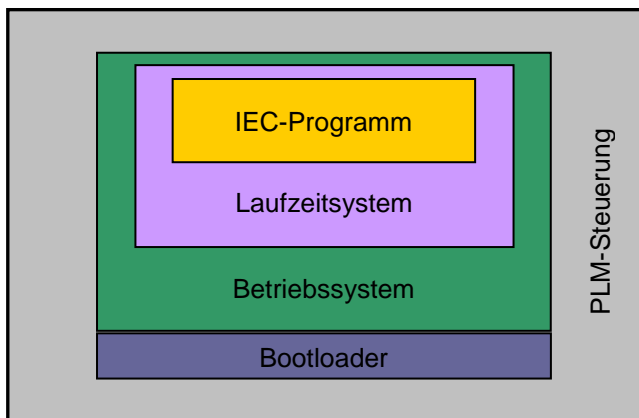 IEC-Programm
Laufzeitsystem
Betriebssystem
Bootloader
PLM-Steuerung